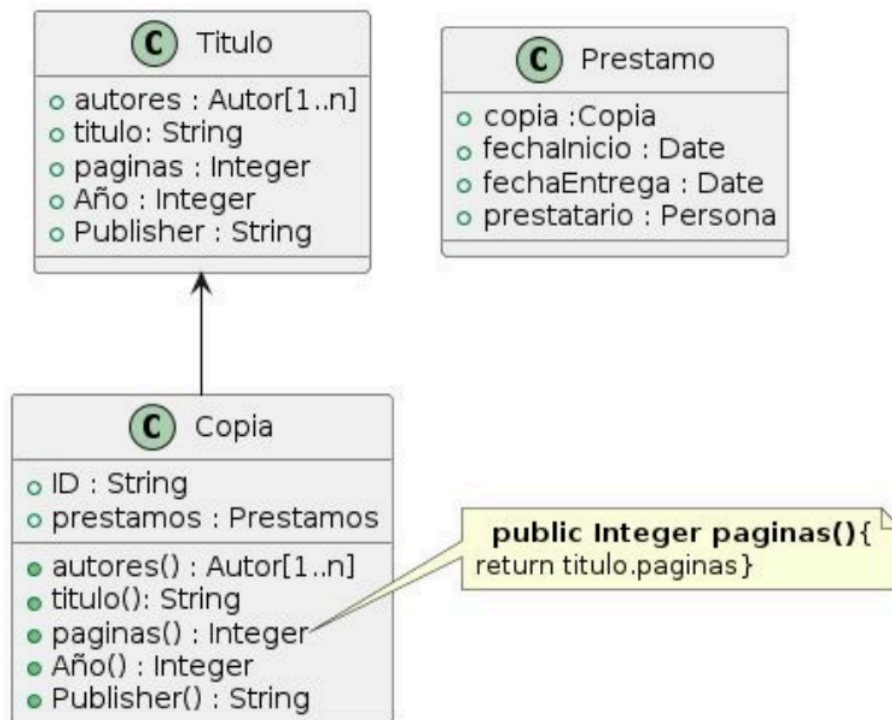 C Titulo
autores : Autor[1..n]
titulo: String
paginas : Integer
Año : Integer
Publisher : String
C Prestamo
copia :Copia
fechaInicio : Date
fechaEntrega : Date
prestatario : Persona
C Copia
ID : String
prestamos : Prestamos
autores() : Autor[1..n]
titulo(): String
paginas() : Integer
Año() : Integer
Publisher() : String
public Integer paginas(){
return titulo.paginas}